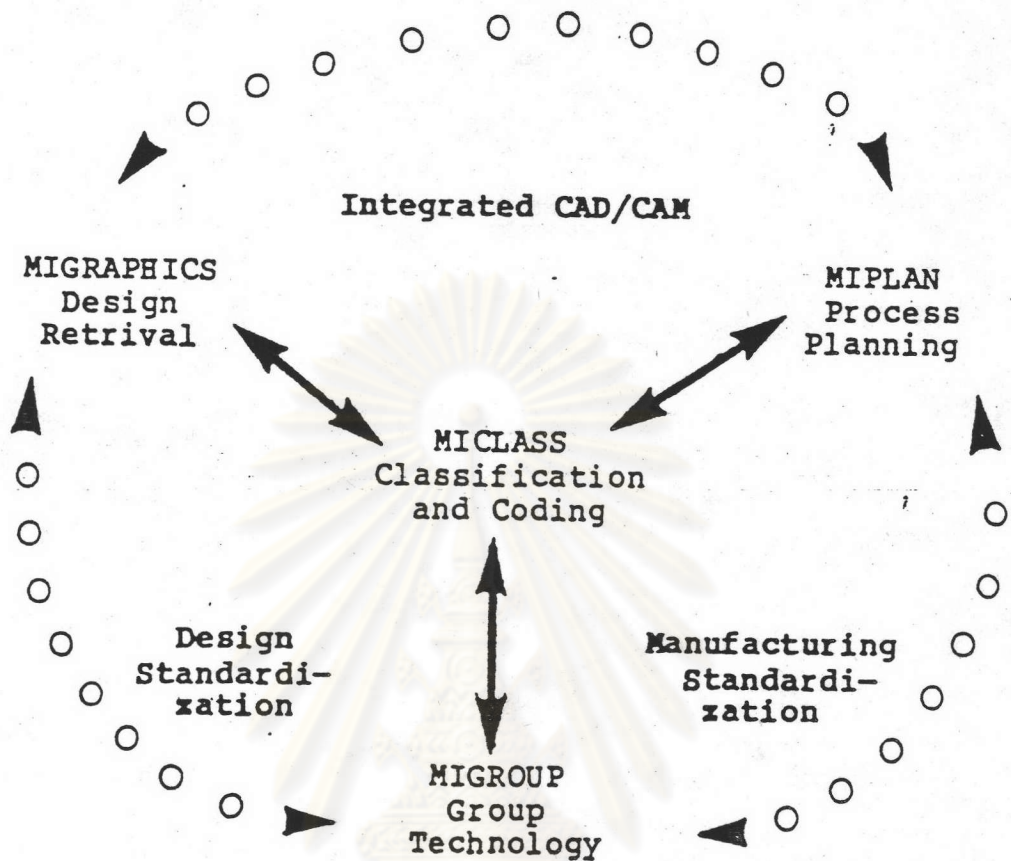 Integrated CAD/CAM
MIGRAPHICS
Design
Retrival
MIPLAN
Process
Planning
MICLASS
Classification
and Coding
Design
Standardi-
zation
Manufacturing
Standardi-
zation
MIGROUP
Group
Technology